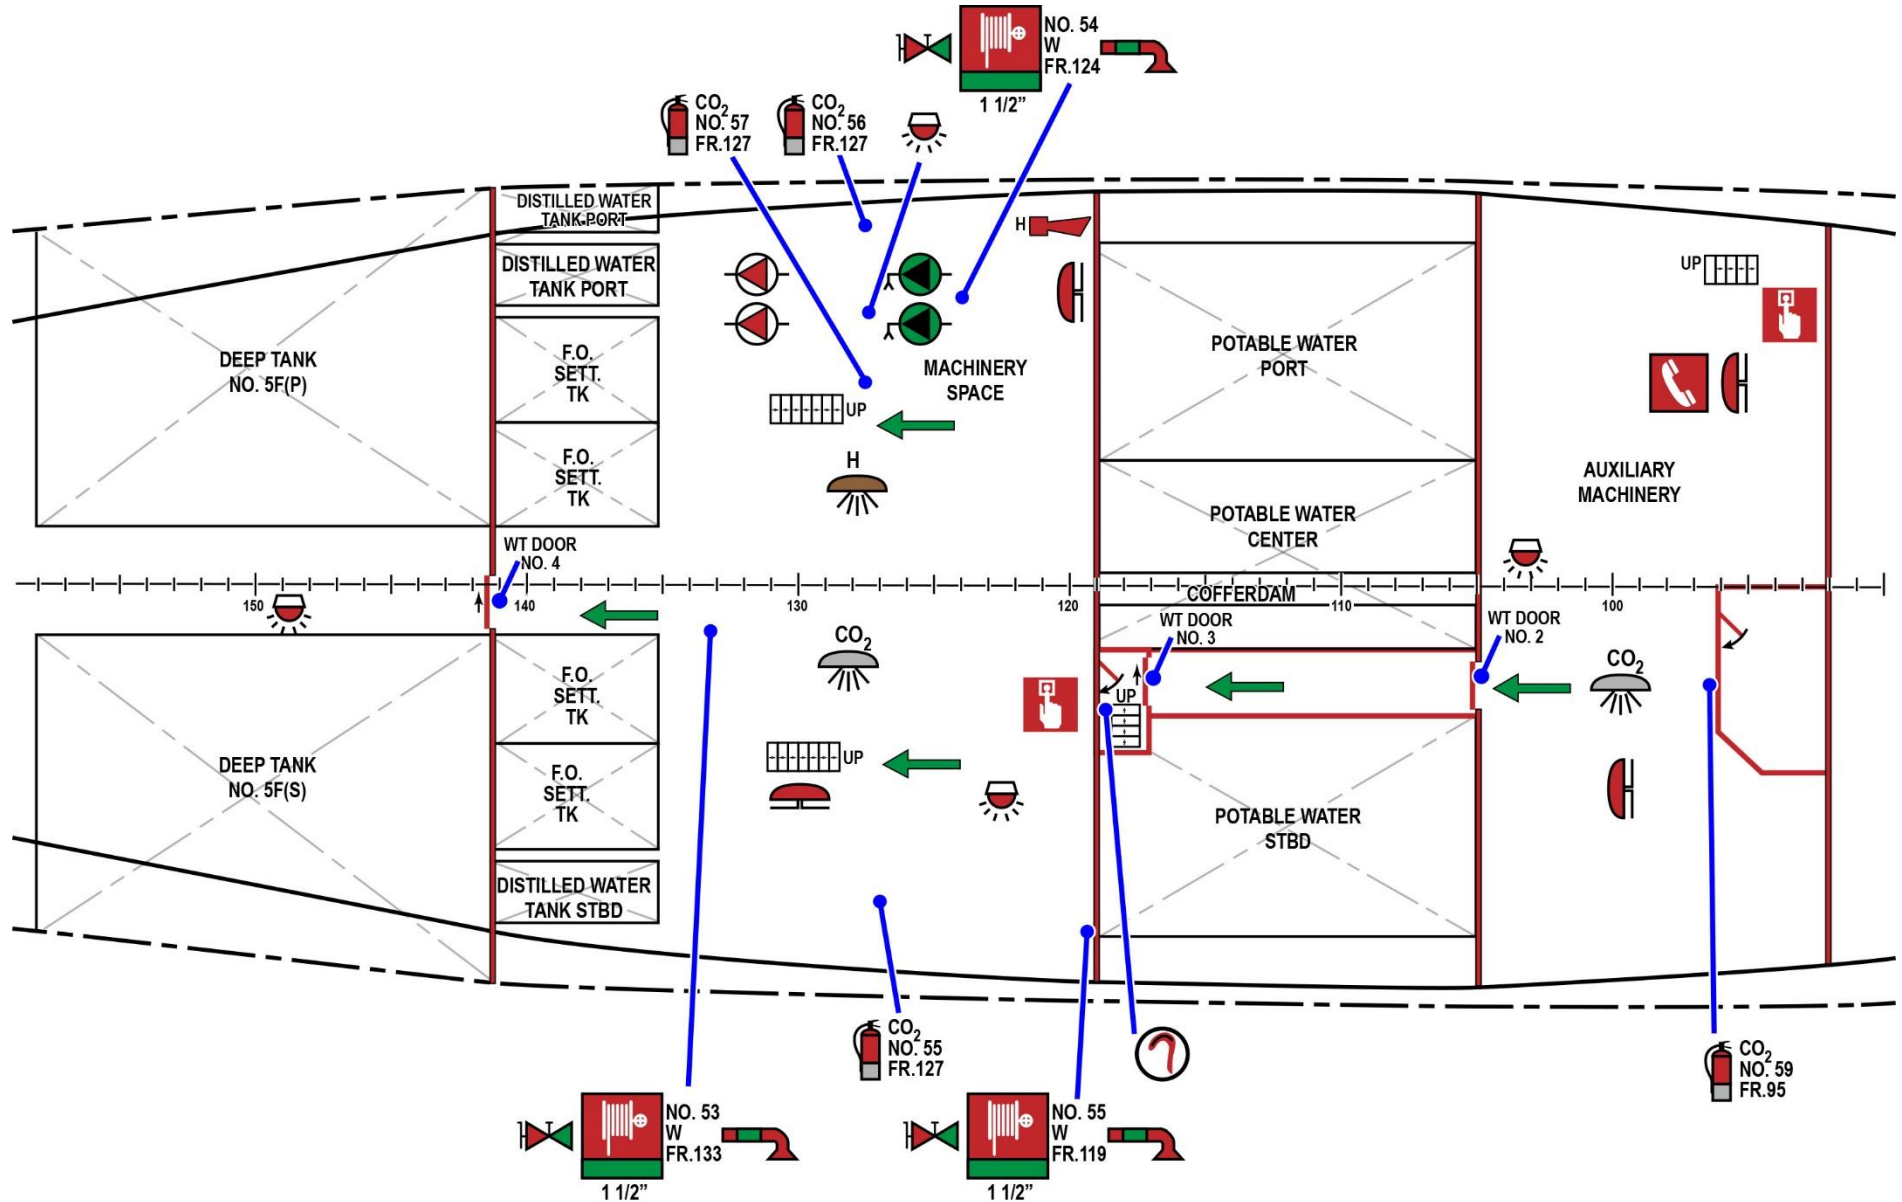 NO. 54
W
FR.124
1 1/2”
CO2
NO. 57
FR.127
CO2
NO. 56
FR.127
DISTILLED WATER
TANK PORT
H
DISTILLED WATER
TANK PORT
UP
DEEP TANK
NO. 5F(P)
F.O.
SETT.
TK
MACHINERY
SPACE
POTABLE WATER
PORT
UP
F.O.
SETT.
TK
H
AUXILIARY
MACHINERY
POTABLE WATER
CENTER
WT DOOR
NO. 4
COFFERDAM
150
140
130
120
110
100
WT DOOR
NO. 3
WT DOOR
NO. 2
CO2
CO2
F.O.
SETT.
TK
UP
UP
DEEP TANK
NO. 5F(S)
F.O.
SETT.
TK
POTABLE WATER
STBD
DISTILLED WATER
TANK STBD
CO2
NO. 55
FR.127
CO2
NO. 59
FR.95
NO. 53
W
FR.133
1 1/2”
NO. 55
W
FR.119
1 1/2”